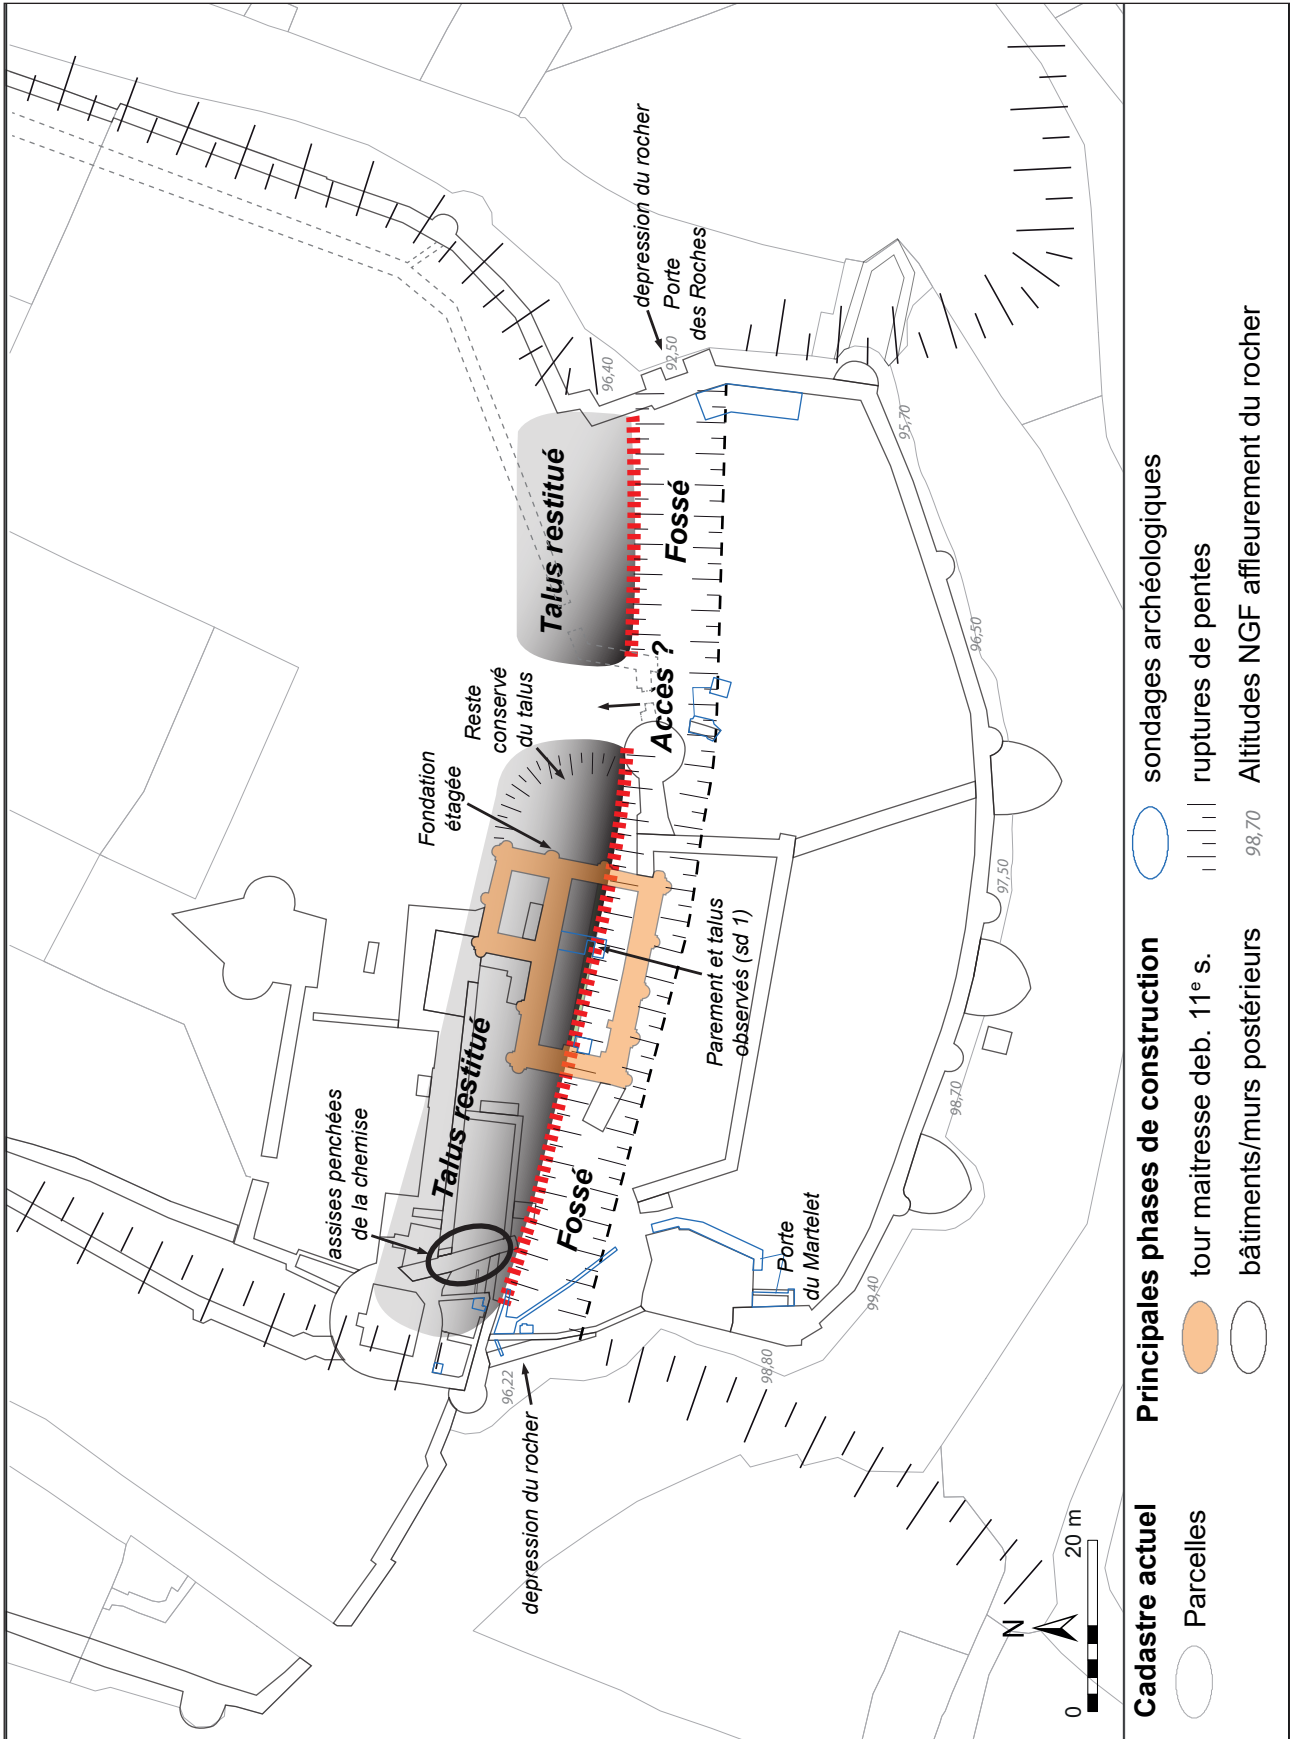 depression du rocher
Porte
des Roches
92,50
96,40
Talus restitué
Fossé
95,70
96,50
Accès ?
Reste
conservé
du talus
Fondation
étagée
97,50
Parement et talus
observés (sd 1)
98,70
Talus restitué
assises penchées
de la chemise
Fossé
Porte
du Martelet
99,40
98,80
96,22
depression du rocher
N
0
20 m
Cadastre actuel
Parcelles
Principales phases de construction
tour maitresse deb. 11e s.
bâtiments/murs postérieurs
sondages archéologiques
ruptures de pentes
98,70
Altitudes NGF affleurement du rocher